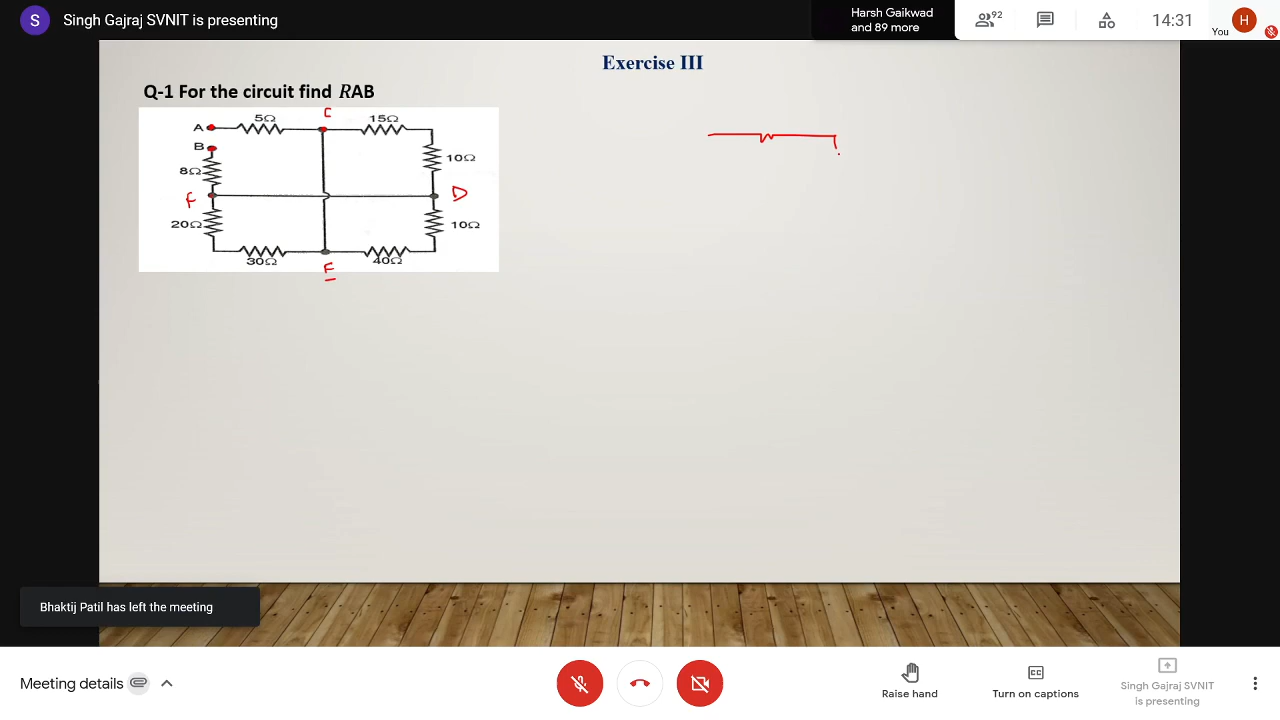 S Singh Gajraj SVNIT is presenting
Harsh Gaikwad
and 89 more
92
14:31
You
H
Exercise III
Q-1 For the circuit find RAB
C
5Ω 15Ω
A
B
8Ω 10Ω
F D
20Ω 10Ω
30Ω 40Ω
E
Bhaktij Patil has left the meeting
Meeting details
Raise hand
CC
Turn on captions
Singh Gajraj SVNIT
is presenting